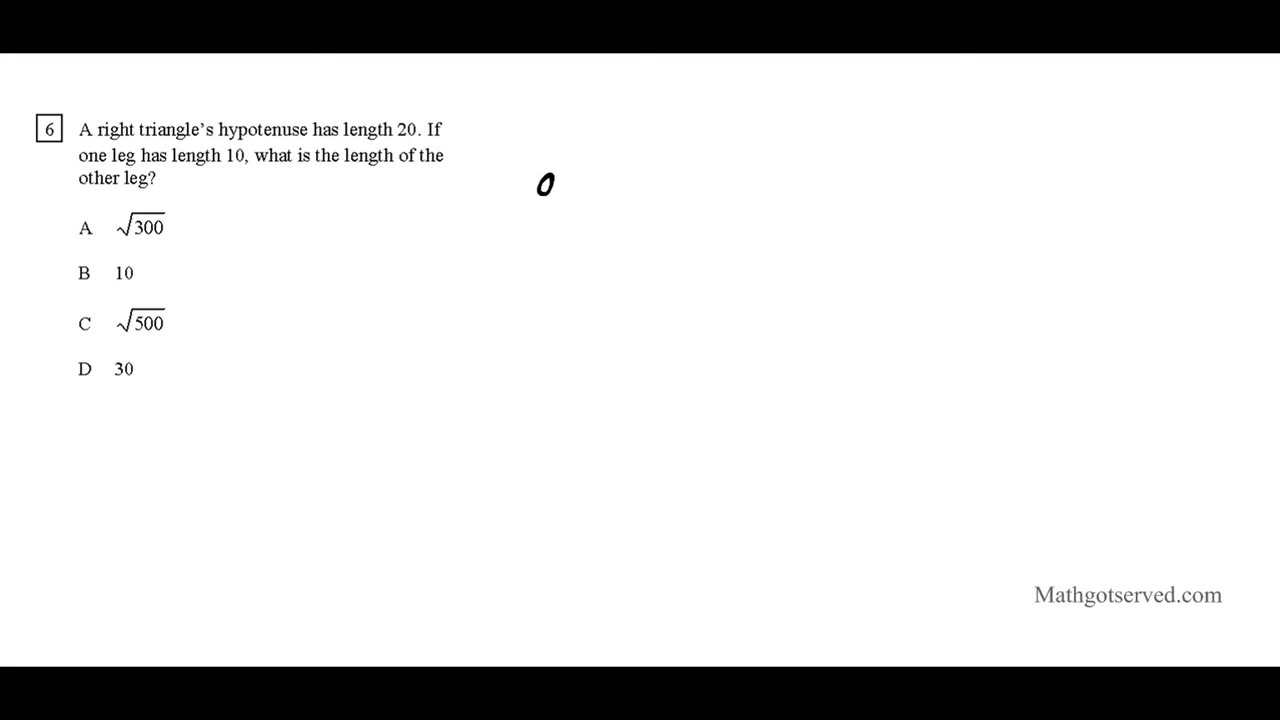 6 A right triangle's hypotenuse has length 20. If
one leg has length 10, what is the length of the
other leg?
A √300
B 10
C √500
D 30
0
Mathgotserved.com